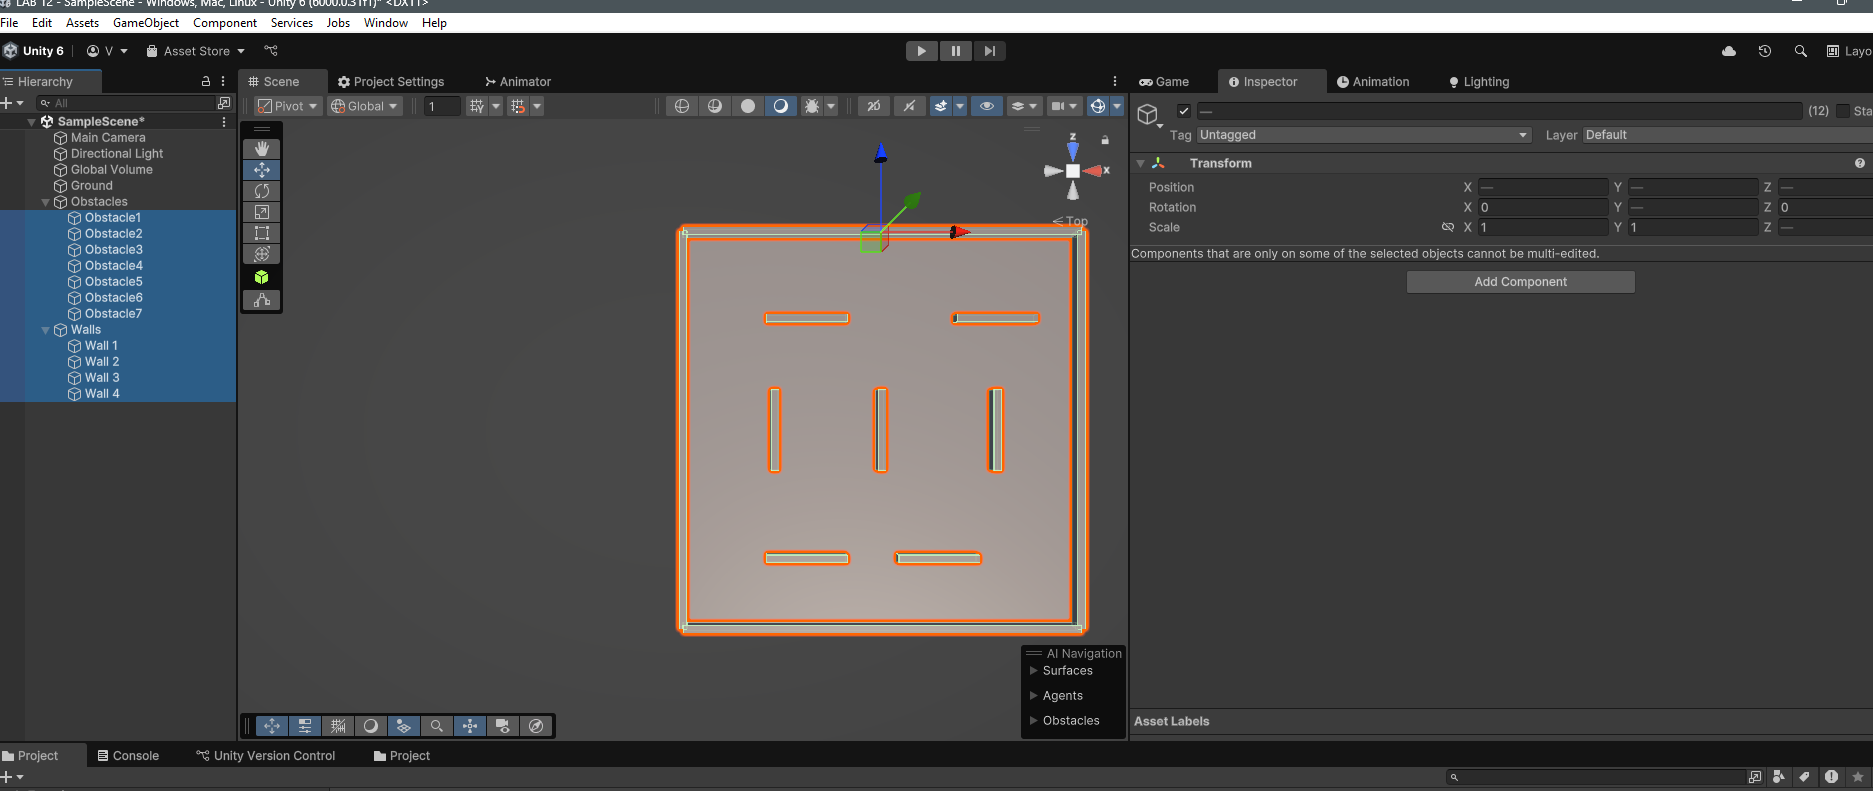 LAB 12 - SampleScene - Windows, Mac, Linux - Unity 6 (6000.0.31f1)* <DX11>
File Edit Assets GameObject Component Services Jobs Window Help
Unity 6 V Asset Store Layo
Hierarchy Scene Project Settings Animator Game Inspector Animation Lighting
All Pivot Global 1 2D — (12) Sta
SampleScene*
Main Camera
Directional Light
Global Volume
Ground
Obstacles
Obstacle1
Obstacle2
Obstacle3
Obstacle4
Obstacle5
Obstacle6
Obstacle7
Walls
Wall 1
Wall 2
Wall 3
Wall 4
z
x
< Top
Tag Untagged Layer Default
Transform
Position X — Y — Z —
Rotation X 0 Y — Z 0
Scale X 1 Y 1 Z —
Components that are only on some of the selected objects cannot be multi-edited.
Add Component
AI Navigation
Surfaces
Agents
Obstacles
Asset Labels
Project Console Unity Version Control Project